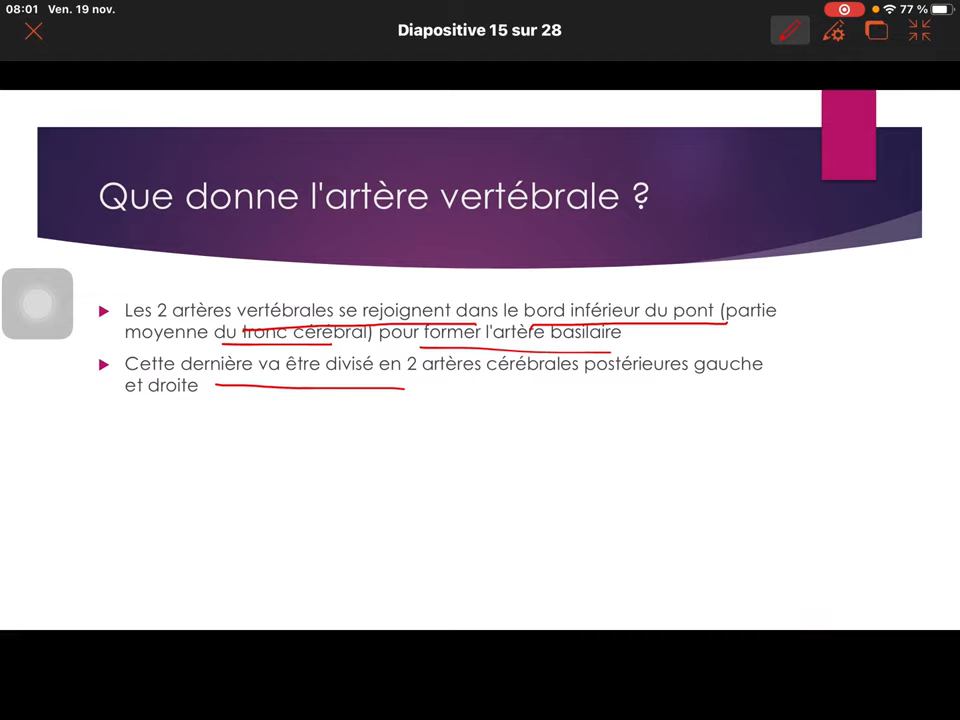 08:01 Ven. 19 nov.
77 %
Diapositive 15 sur 28
Que donne l'artère vertébrale ?
Les 2 artères vertébrales se rejoignent dans le bord inférieur du pont (partie
moyenne du tronc cérébral) pour former l'artère basilaire
Cette dernière va être divisé en 2 artères cérébrales postérieures gauche
et droite